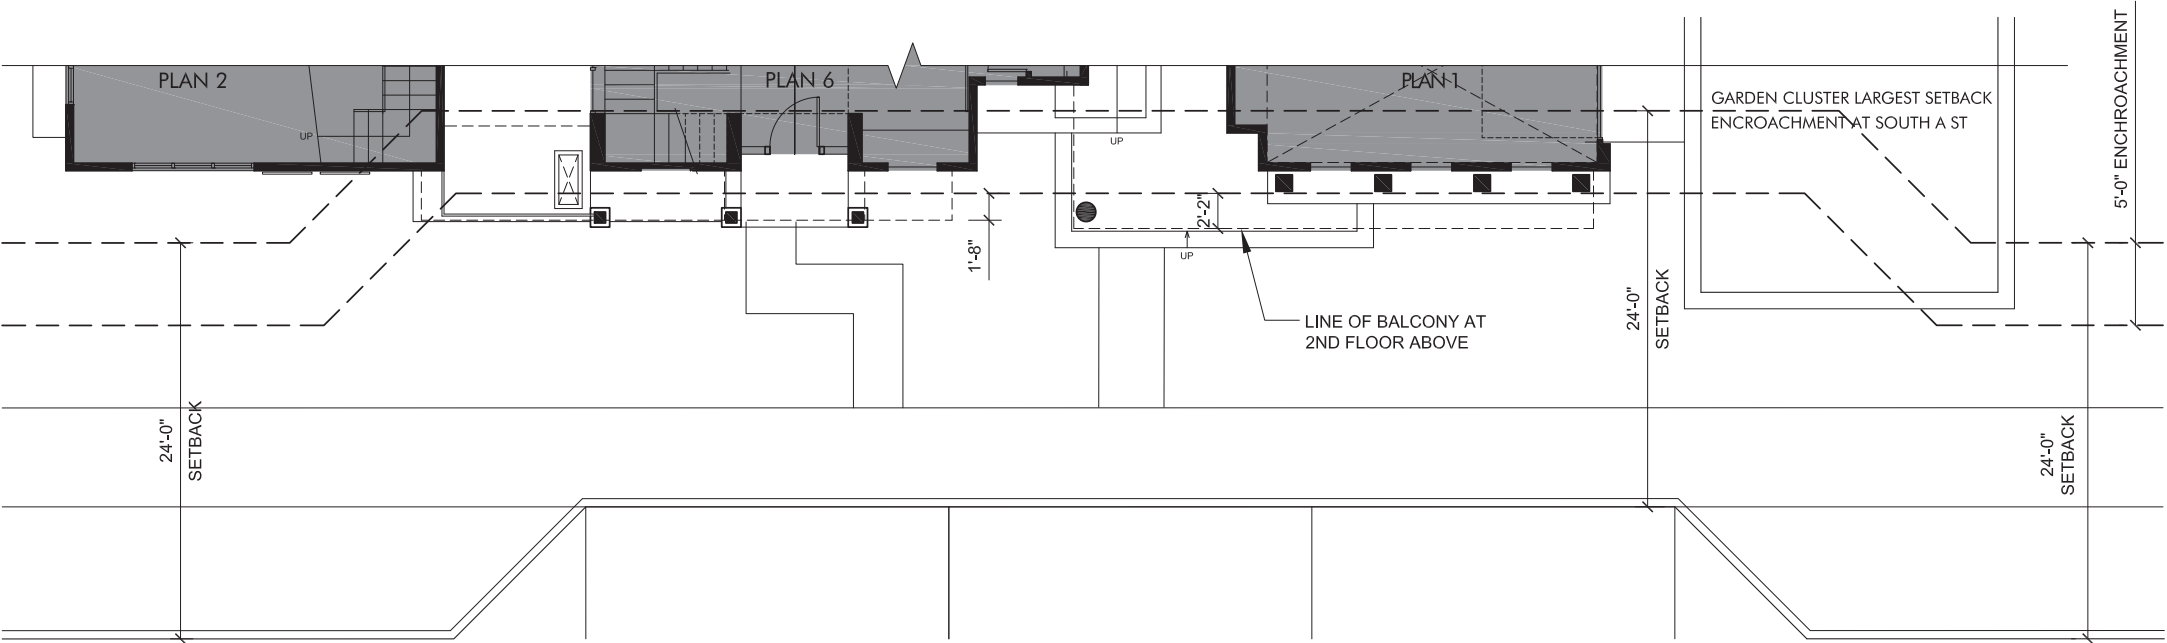 PLAN 2
PLAN 6
PLAN 1
GARDEN CLUSTER LARGEST SETBACK
ENCROACHMENT AT SOUTH A ST
5'-0" ENCHROACHMENT
UP
UP
UP
2'-2"
1'-8"
LINE OF BALCONY AT
2ND FLOOR ABOVE
24'-0"
SETBACK
24'-0"
SETBACK
24'-0"
SETBACK